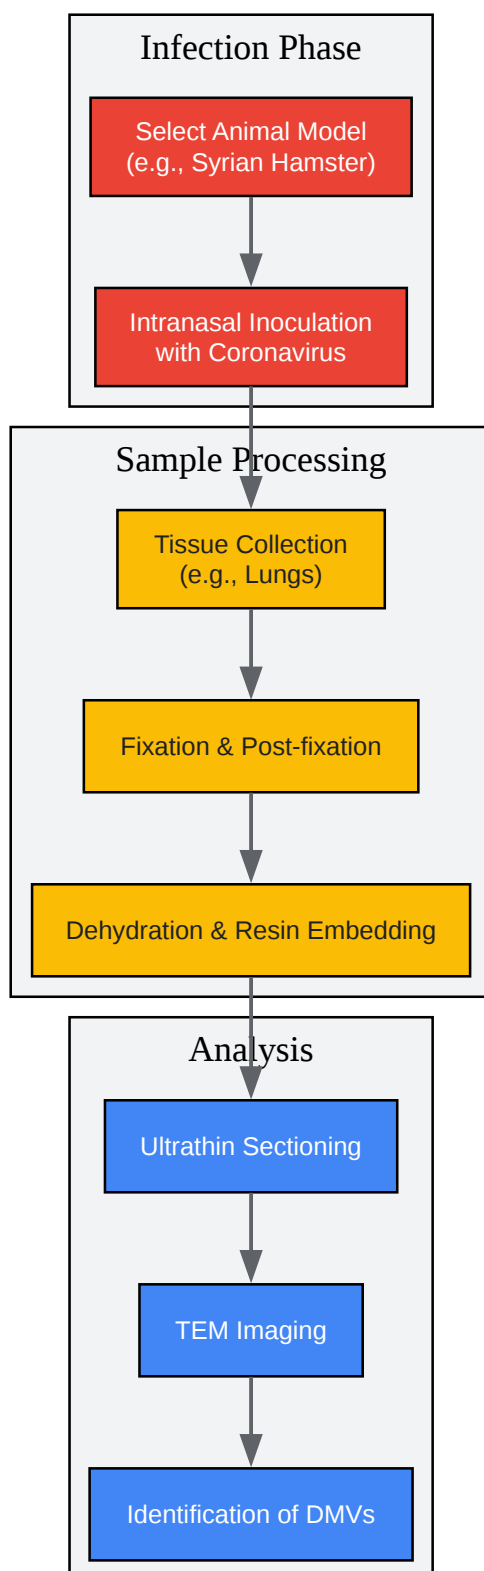 Infection Phase
Select Animal Model
(e.g., Syrian Hamster)
Intranasal Inoculation
with Coronavirus
Sample Processing
Tissue Collection
(e.g., Lungs)
Fixation & Post-fixation
Dehydration & Resin Embedding
Analysis
Ultrathin Sectioning
TEM Imaging
Identification of DMVs